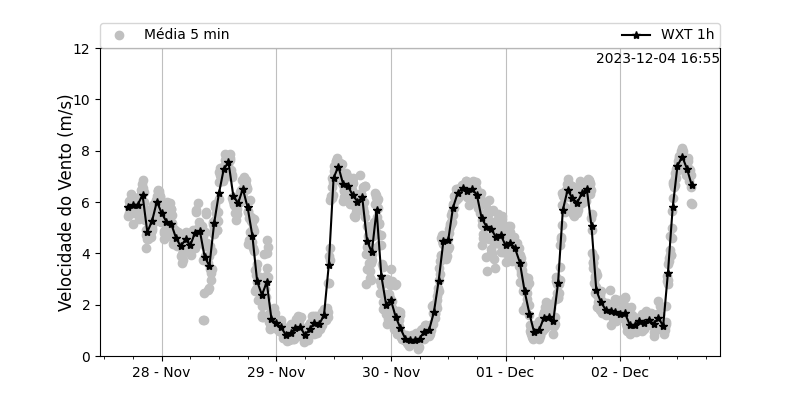 Média 5 min
WXT 1h
2023-12-04 16:55
Velocidade do Vento (m/s)
12
10
8
6
4
2
0
28 - Nov
29 - Nov
30 - Nov
01 - Dec
02 - Dec